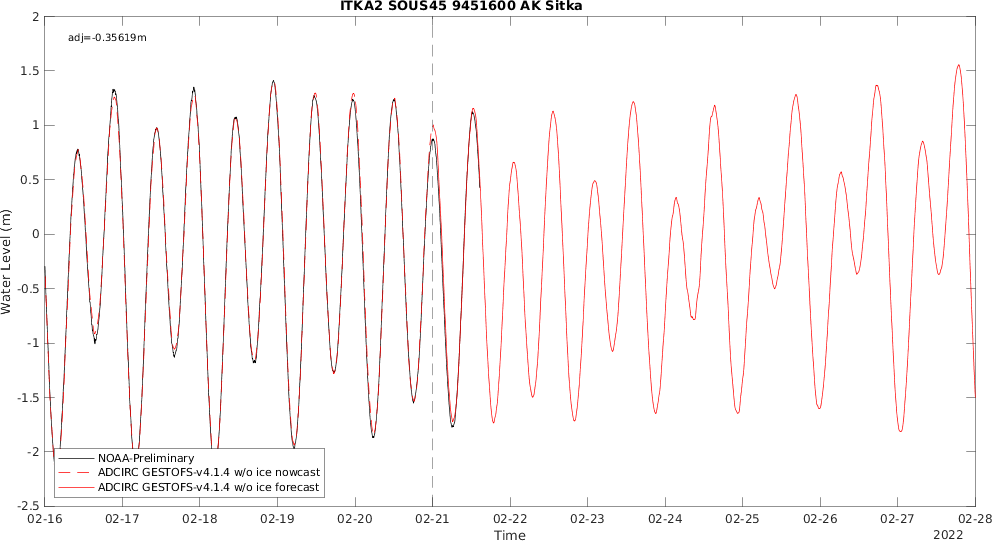 ITKA2 SOUS45 9451600 AK Sitka
adj=-0.35619m
2
1.5
1
0.5
0
-0.5
-1
-1.5
-2
-2.5
Water Level (m)
NOAA-Preliminary
ADCIRC GESTOFS-v4.1.4 w/o ice nowcast
ADCIRC GESTOFS-v4.1.4 w/o ice forecast
02-16 02-17 02-18 02-19 02-20 02-21 02-22 02-23 02-24 02-25 02-26 02-27 02-28
Time
2022